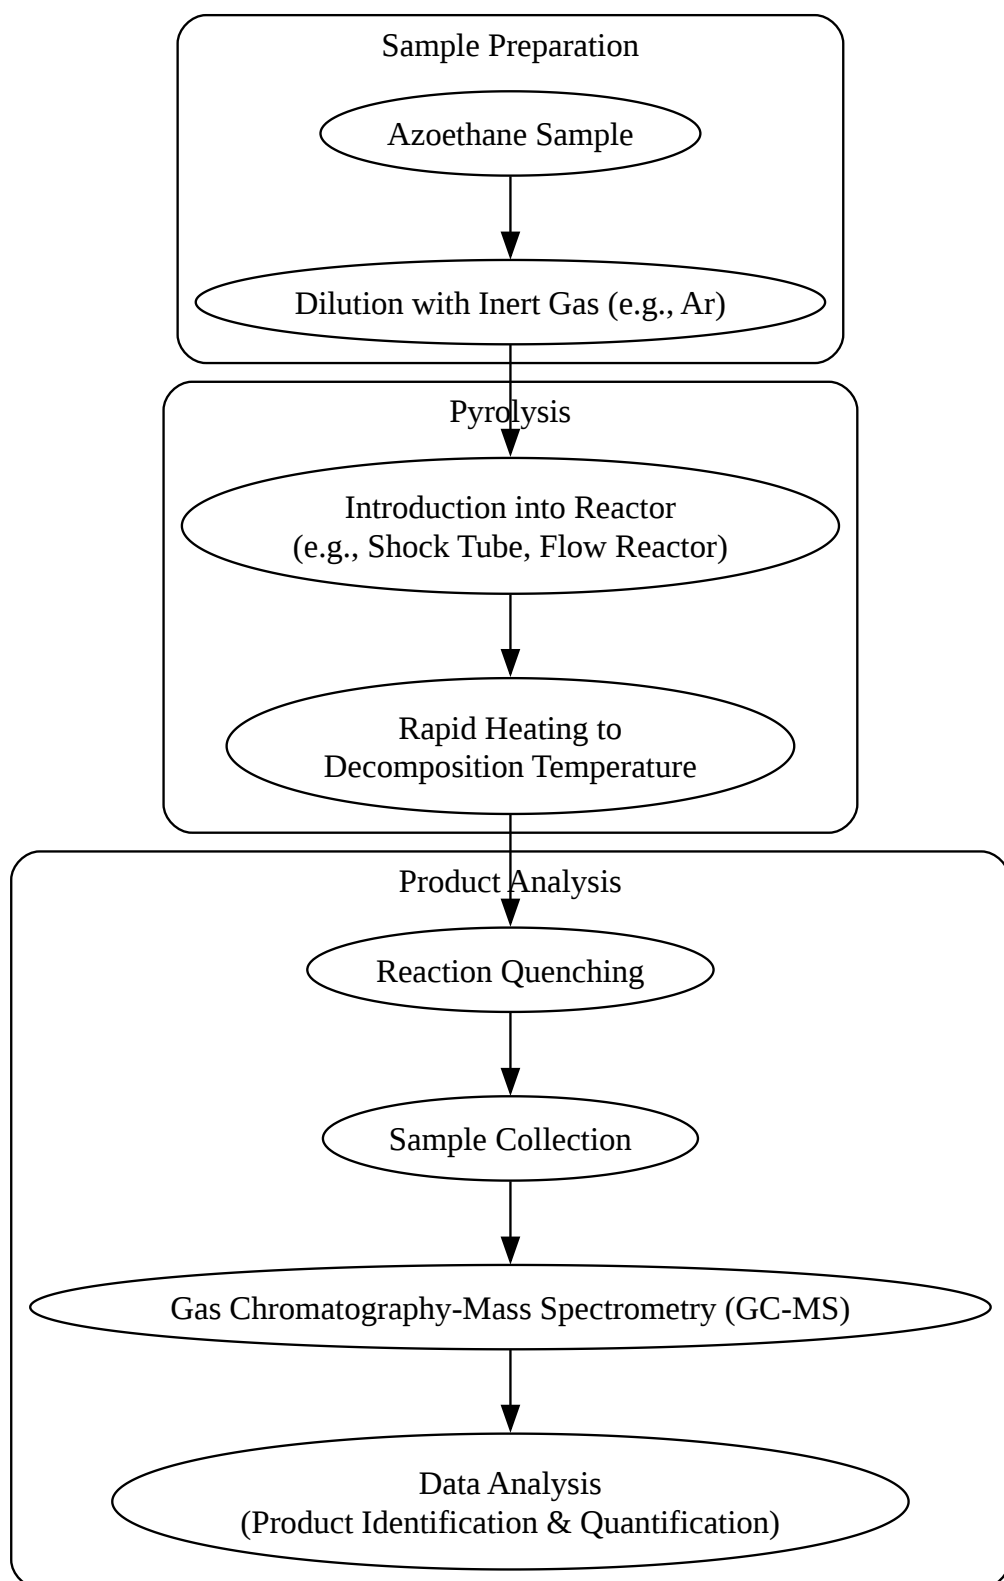 Sample Preparation
Azoethane Sample
Dilution with Inert Gas (e.g., Ar)
Pyrolysis
Introduction into Reactor
(e.g., Shock Tube, Flow Reactor)
Rapid Heating to
Decomposition Temperature
Product Analysis
Reaction Quenching
Sample Collection
Gas Chromatography-Mass Spectrometry (GC-MS)
Data Analysis
(Product Identification & Quantification)